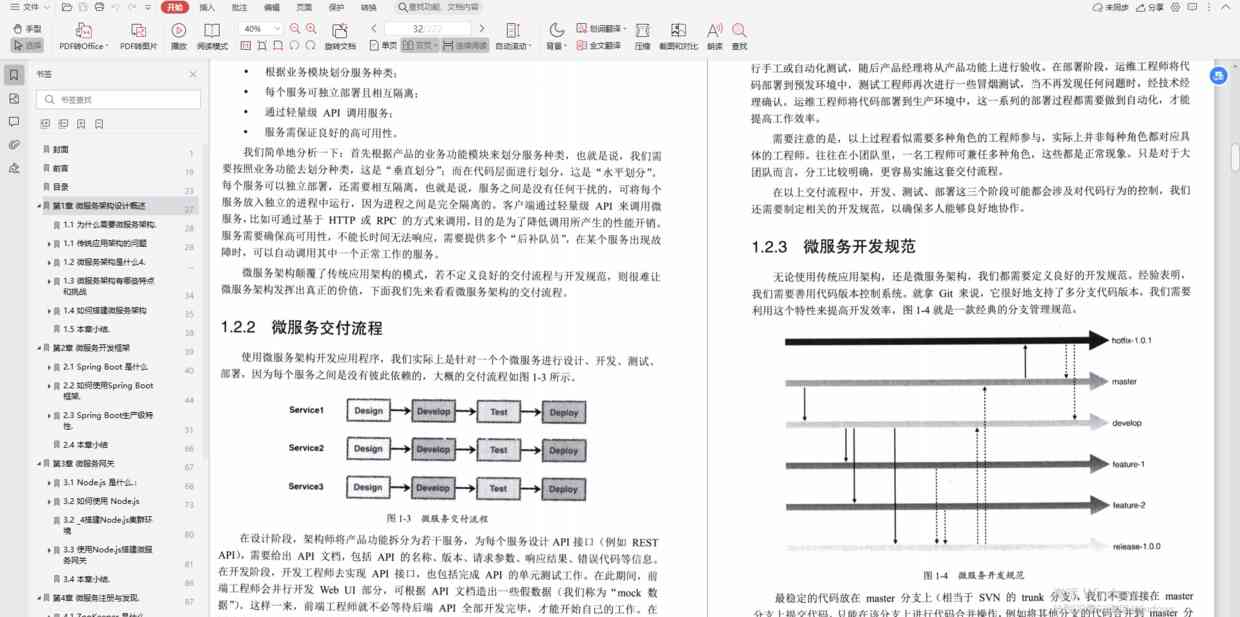 文件
开始
插入
批注
编辑
页面
保护
转换
查找功能、文档内容
未同步
分享
手型
选择
PDF转Office
PDF转图片
播放
阅读模式
40%
旋转文档
32
单页
双页
连续阅读
自动滚动
背景
划词翻译
全文翻译
压缩
截图和对比
朗读
查找
书签
书签查找
封面 1
前言 19
目录 23
第1章 微服务架构设计概述 27
1.1 为什么需要微服务架构. 28
1.1 传统应用架构的问题 28
1.2 微服务架构是什么4. ...
1.3 微服务架构有哪些特点
和挑战 34
1.4 如何搭建微服务架构 35
1.5 本章小结. 38
第2章 微服务开发框架 39
2.1 Spring Boot 是什么 40
2.2 如何使用Spring Boot
框架. 44
2.3 Spring Boot生产级特
性. 51
2.4 本章小结 66
第3章 微服务网关 67
3.1 Node.js 是什么.: 68
3.2 如何使用 Node.js 73
3.2 _4搭建Node.js集群环
境 80
3.3 使用Node.js搭建微服
务网关 81
3.4 本章小结. 86
第4章 微服务注册与发现. 87
• 根据业务模块划分服务种类；
• 每个服务可独立部署且相互隔离；
• 通过轻量级 API 调用服务；
• 服务需保证良好的高可用性。
我们简单地分析一下：首先根据产品的业务功能模块来划分服务种类，也就是说，我们需
要按照业务功能去划分种类，这是“垂直划分”；而在代码层面进行划分，这是“水平划分”。
每个服务可以独立部署，还需要相互隔离，也就是说，服务之间是没有任何干扰的，可将每个
服务放入独立的进程中运行，因为进程之间是完全隔离的。客户端通过轻量级 API 来调用微
服务，比如可通过基于 HTTP 或 RPC 的方式来调用，目的是为了降低调用所产生的性能开销。
服务需要确保高可用性，不能长时间无法响应，需要提供多个“后补队员”，在某个服务出现故
障时，可以自动调用其中一个正常工作的服务。
微服务架构颠覆了传统应用架构的模式，若不定义良好的交付流程与开发规范，则很难让
微服务架构发挥出真正的价值，下面我们先来看看微服务架构的交付流程。
1.2.2 微服务交付流程
使用微服务架构开发应用程序，我们实际上是针对一个个微服务进行设计、开发、测试、
部署。因为每个服务之间是没有彼此依赖的，大概的交付流程如图 1-3 所示。
Service1 Design Develop Test Deploy
Service2 Design Develop Test Deploy
Service3 Design Develop Test Deploy
图 1-3 微服务交付流程
在设计阶段，架构师将产品功能拆分为若干服务，为每个服务设计 API 接口（例如 REST
API），需要给出 API 文档，包括 API 的名称、版本、请求参数、响应结果、错误代码等信息。
在开发阶段，开发工程师去实现 API 接口，也包括完成 API 的单元测试工作。在此期间，前
端工程师会并行开发 Web UI 部分，可根据 API 文档造出一些假数据（我们称为“mock 数
据”）。这样一来，前端工程师就不必等待后端 API 全部开发完毕，才能开始自己的工作。在
行手工或自动化测试，随后产品经理将从产品功能上进行验收。在部署阶段，运维工程师将代
码部署到预发环境中，测试工程师再次进行一些冒烟测试，当不再发现任何问题时，经技术经
理确认。运维工程师将代码部署到生产环境中，这一系列的部署过程都需要做到自动化，才能
提高工作效率。
需要注意的是，以上过程看似需要多种角色的工程师参与，实际上并非每种角色都对应具
体的工程师。往往在小团队里，一名工程师可兼任多种角色，这些都是正常现象。只是对于大
团队而言，分工比较明确，更容易实施这套交付流程。
在以上交付流程中，开发、测试、部署这三个阶段可能都会涉及对代码行为的控制，我们
还需要制定相关的开发规范，以确保多人能够良好地协作。
1.2.3 微服务开发规范
无论使用传统应用架构，还是微服务架构，我们都需要定义良好的开发规范。经验表明，
我们需要善用代码版本控制系统。就拿 Git 来说，它很好地支持了多分支代码版本，我们需要
利用这个特性来提高开发效率，图 1-4 就是一款经典的分支管理规范。
hotfix-1.0.1
master
develop
feature-1
feature-2
release-1.0.0
图 1-4 微服务开发规范
最稳定的代码放在 master 分支上（相当于 SVN 的 trunk 分支），我们不要直接在 master
分支上提交代码，只能在该分支上进行代码合并操作，例如将其他分支的代码合并到 master 分